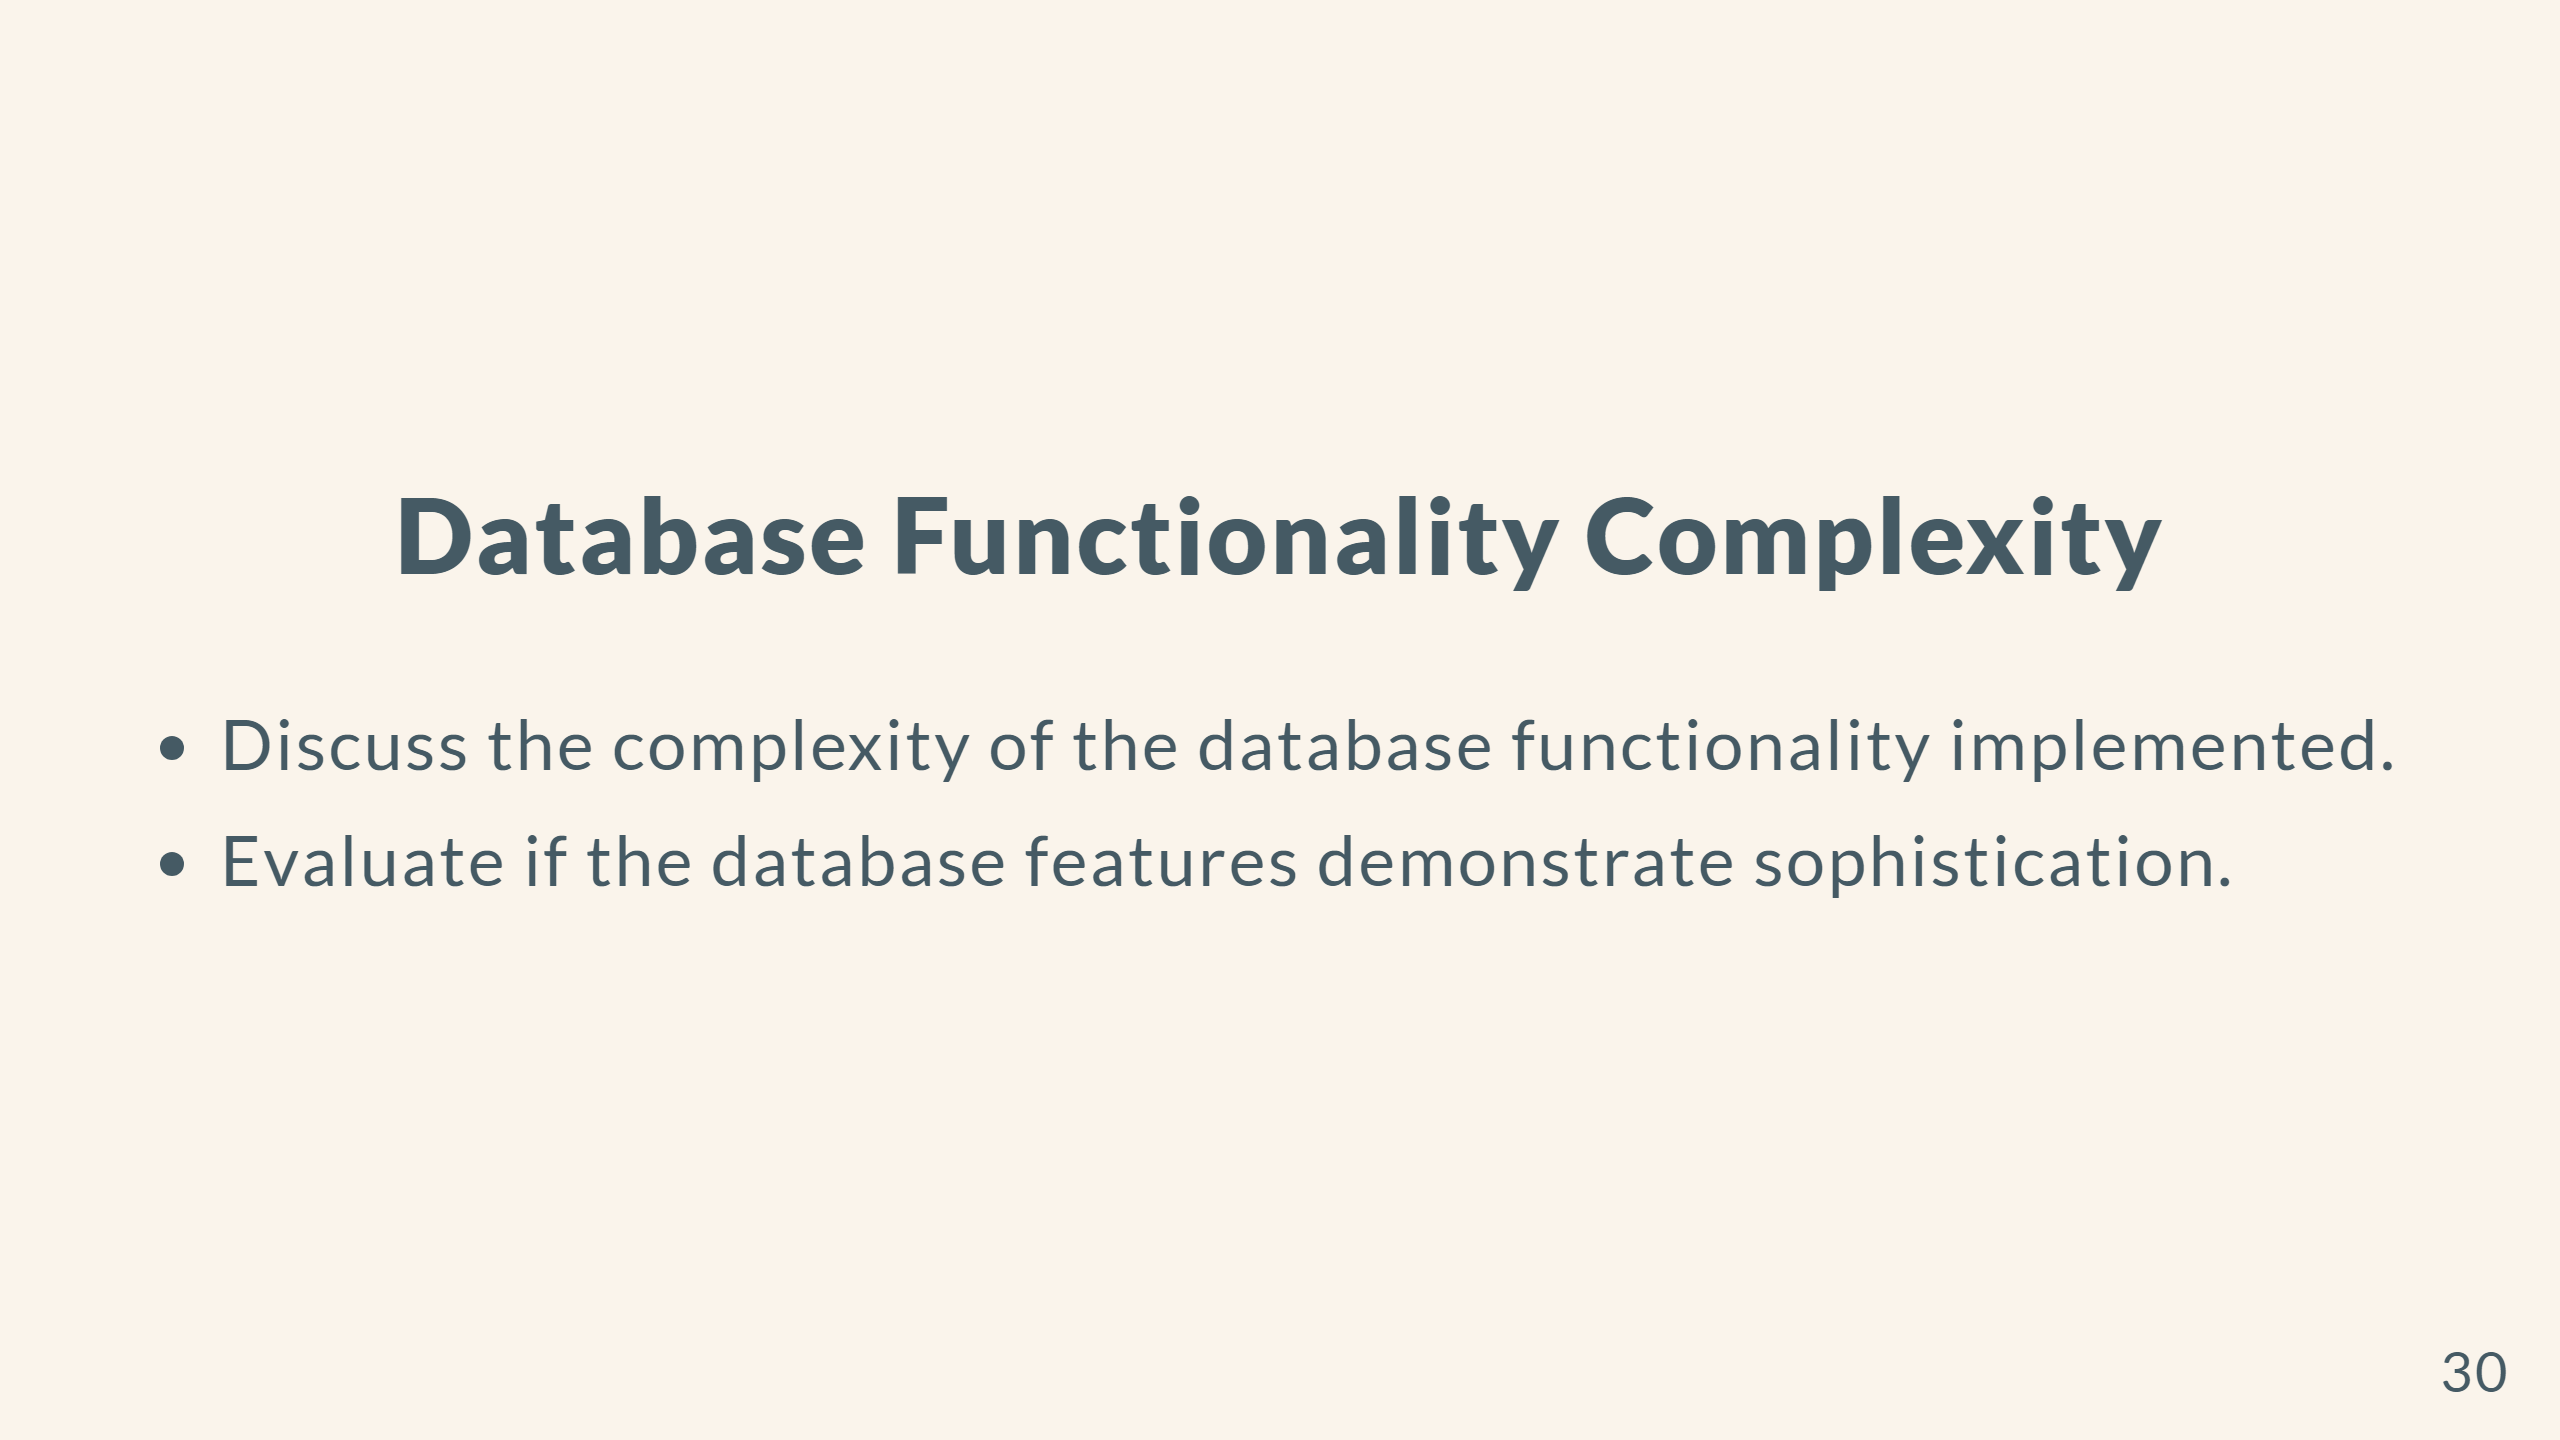 Database Functionality Complexity
• Discuss the complexity of the database functionality implemented.
• Evaluate if the database features demonstrate sophistication.
30